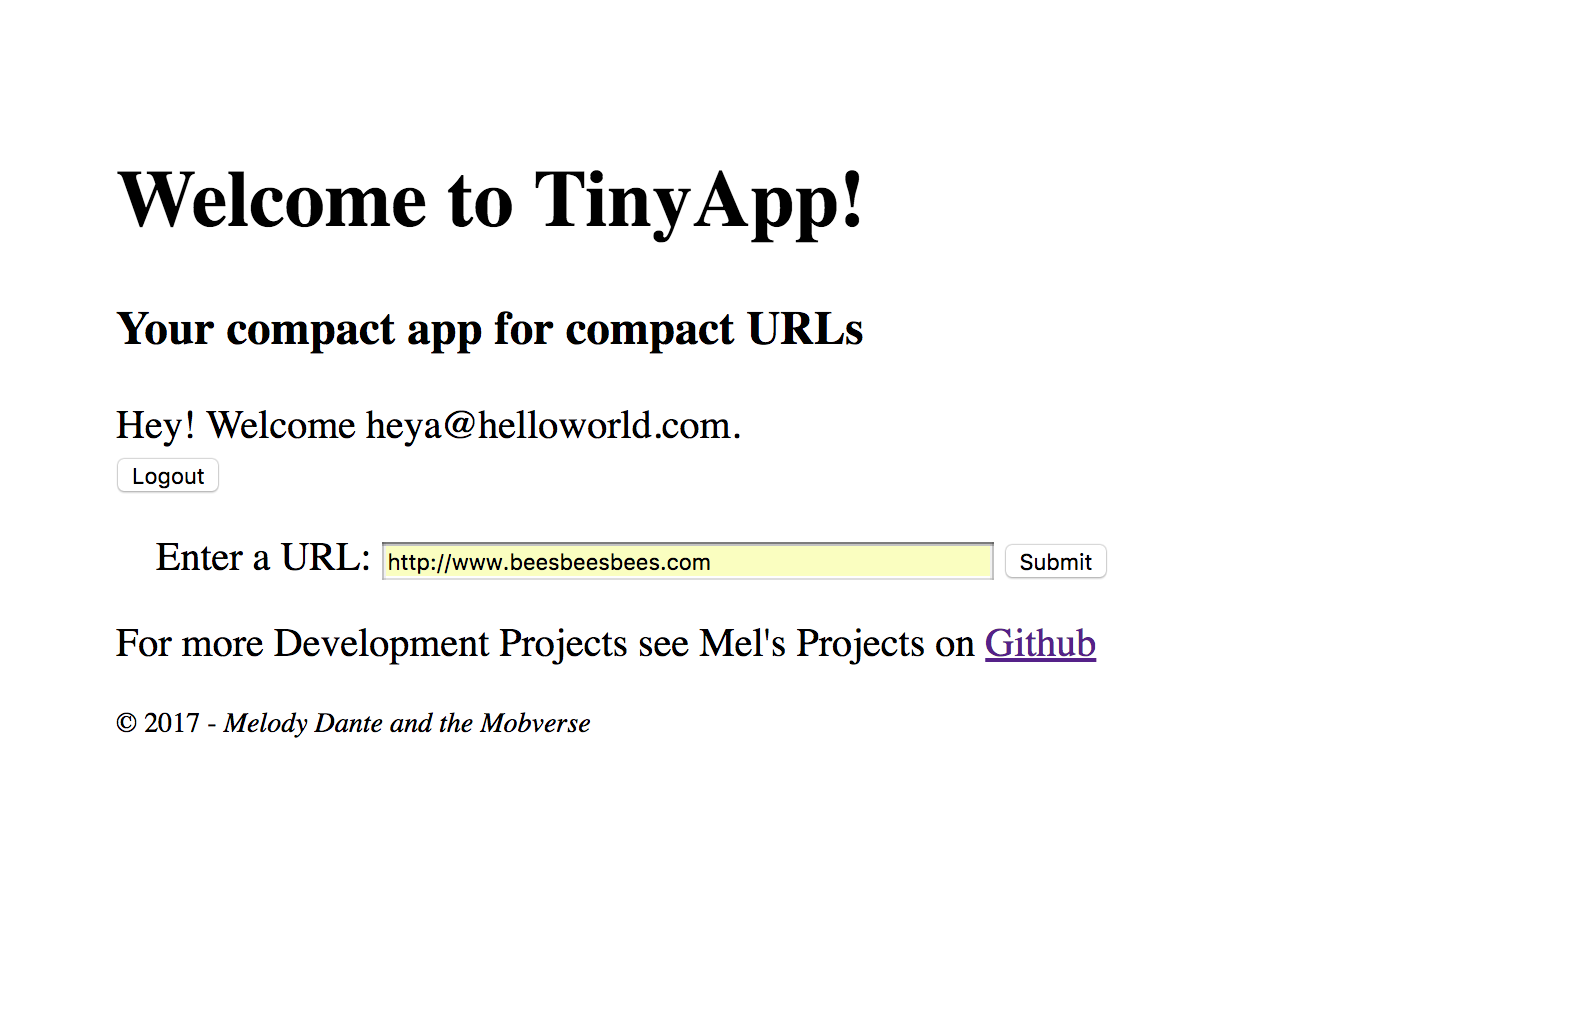 Welcome to TinyApp!
Your compact app for compact URLs
Hey! Welcome heya@helloworld.com.
Logout
Enter a URL: http://www.beesbeesbees.com Submit
For more Development Projects see Mel's Projects on Github
© 2017 - Melody Dante and the Mobverse